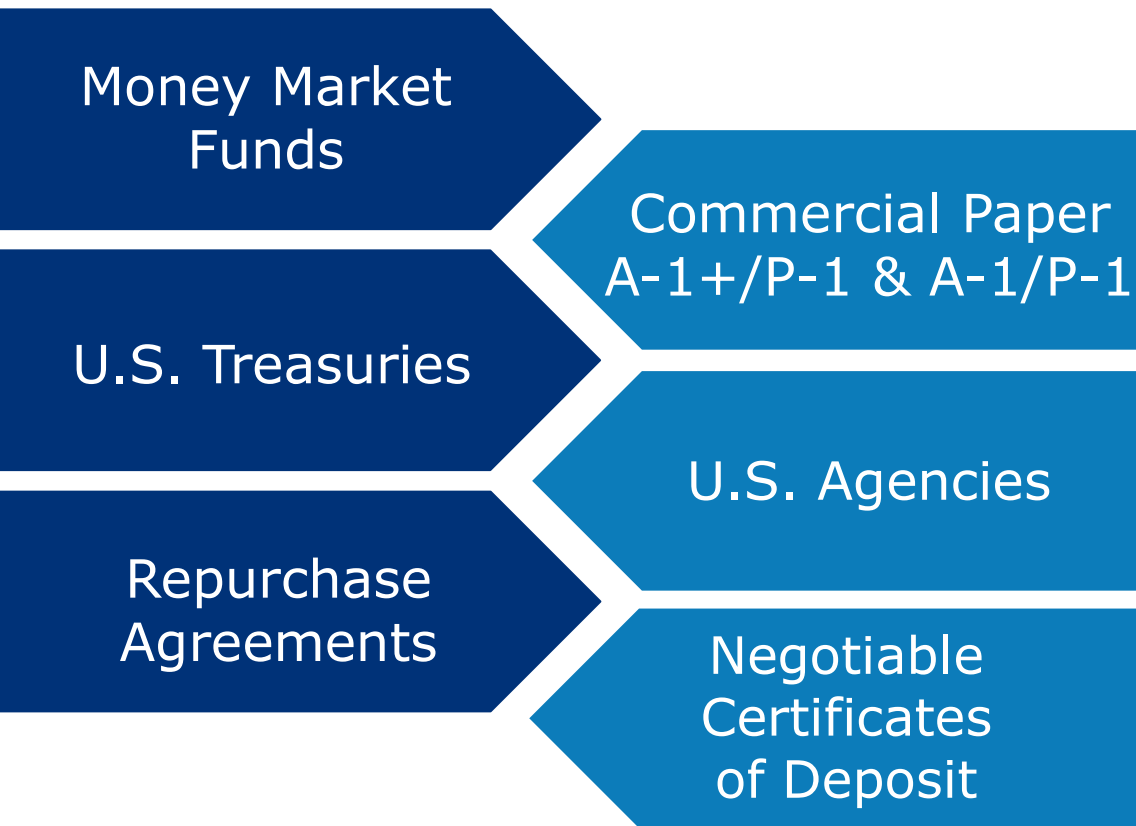 Money Market
Funds
Commercial Paper
A-1+/P-1 & A-1/P-1
U.S. Treasuries
U.S. Agencies
Repurchase
Agreements
Negotiable
Certificates
of Deposit